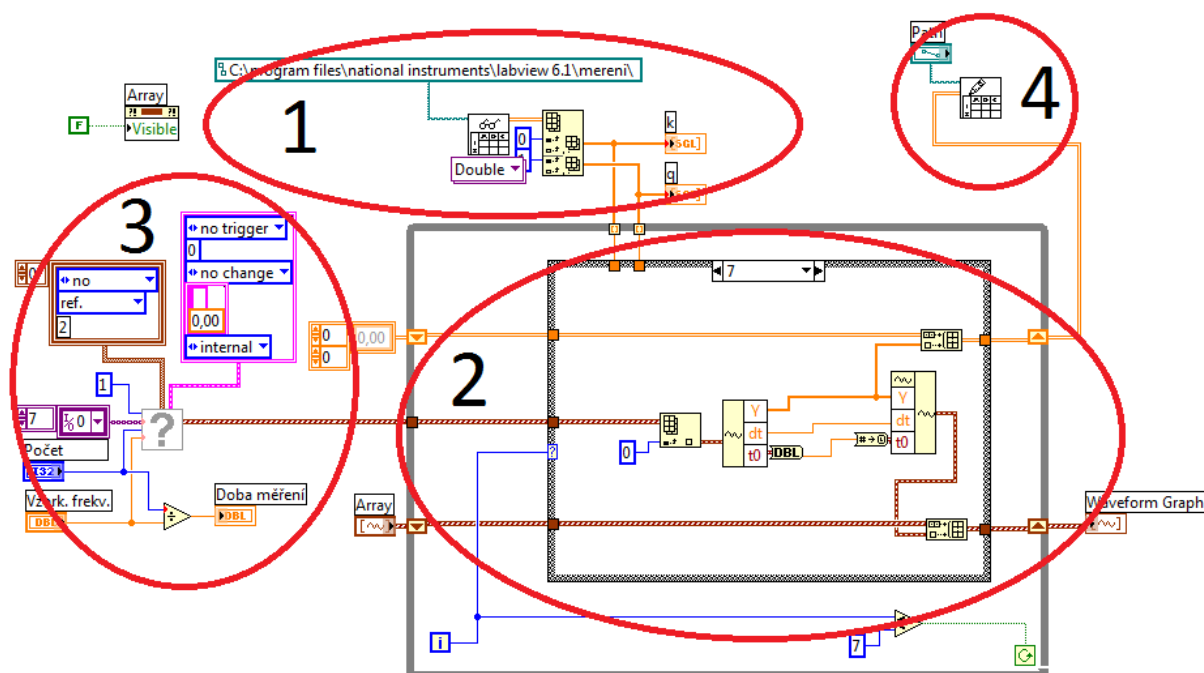 Path
C:\program files\national instruments\labview 6.1\mereni\
4
Array
Visible
F
1
0
k
SGL]
Double
q
3
no trigger
0
no change
0,00
internal
0
no
ref.
2
7
0
0
0,00
1
2
7
I/O 0
?
Počet
I32
Vzork. frekv.
DBL
÷
Doba měření
DBL
0
Y
dt
t0
DBL
Y
dt
t0
?
Array
Waveform Graph
i
7